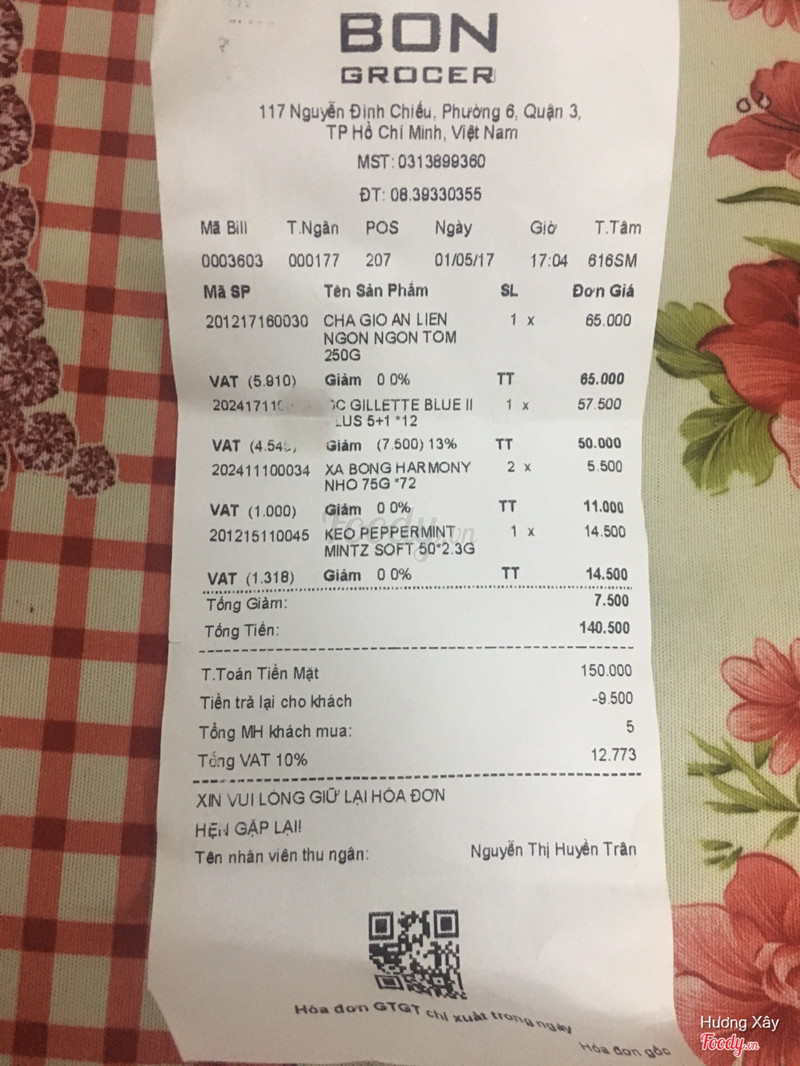 BON
GROCER
117 Nguyễn Đình Chiểu, Phường 6, Quận 3,
TP Hồ Chí Minh, Việt Nam
MST: 0313899360
ĐT: 08.39330355
Mã Bill T.Ngân POS Ngày Giờ T.Tâm
0003603 000177 207 01/05/17 17:04 616SM
Mã SP Tên Sản Phẩm SL Đơn Giá
201217160030 CHA GIO AN LIEN 1 x 65.000
NGON NGON TOM
250G
VAT (5.910) Giảm 0 0% TT 65.000
GILLETTE BLUE II 1 x 57.500
5+1 *12
VAT Giảm (7.500) 13% TT 50.000
202411100034 XA BONG HARMONY 2 x 5.500
NHO 75G *72
VAT (1.000) Giảm 0 0% TT 11.000
201215110045 KEO PEPPERMINT 1 x 14.500
MINTZ SOFT 50*2.3G
VAT (1.318) Giảm 0 0% TT 14.500
Tổng Giảm: 7.500
Tổng Tiền: 140.500
T.Toán Tiền Mặt 150.000
Tiền trả lại cho khách -9.500
Tổng MH khách mua: 5
Tổng VAT 10% 12.773
XIN VUI LÒNG GIỮ LẠI HÓA ĐƠN
HẸN GẶP LẠI!
Tên nhân viên thu ngân: Nguyễn Thị Huyền Trân
Hóa đơn GTGT chỉ xuất trong ngày
Hóa đơn gốc
Foody.vn
Hương Xây
Foody.vn